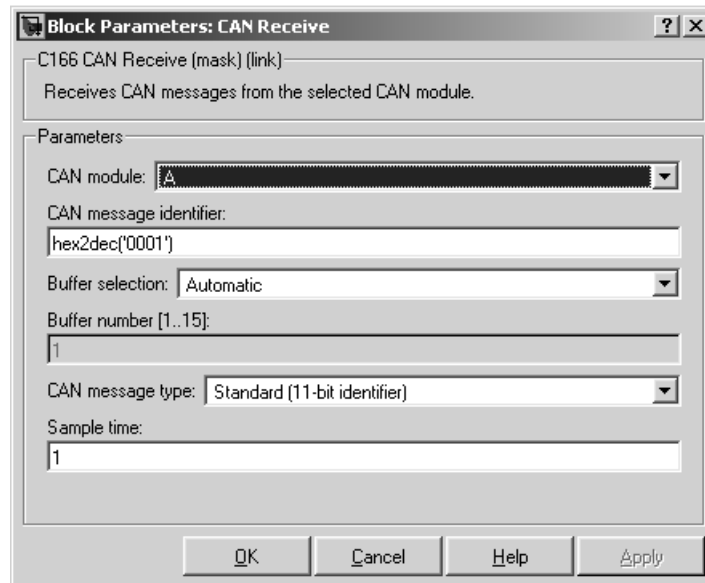 Block Parameters: CAN Receive
C166 CAN Receive (mask) (link)
Receives CAN messages from the selected CAN module.
Parameters
CAN module: A
CAN message identifier:
hex2dec('0001')
Buffer selection: Automatic
Buffer number [1..15]:
1
CAN message type: Standard (11-bit identifier)
Sample time:
1
OK Cancel Help Apply